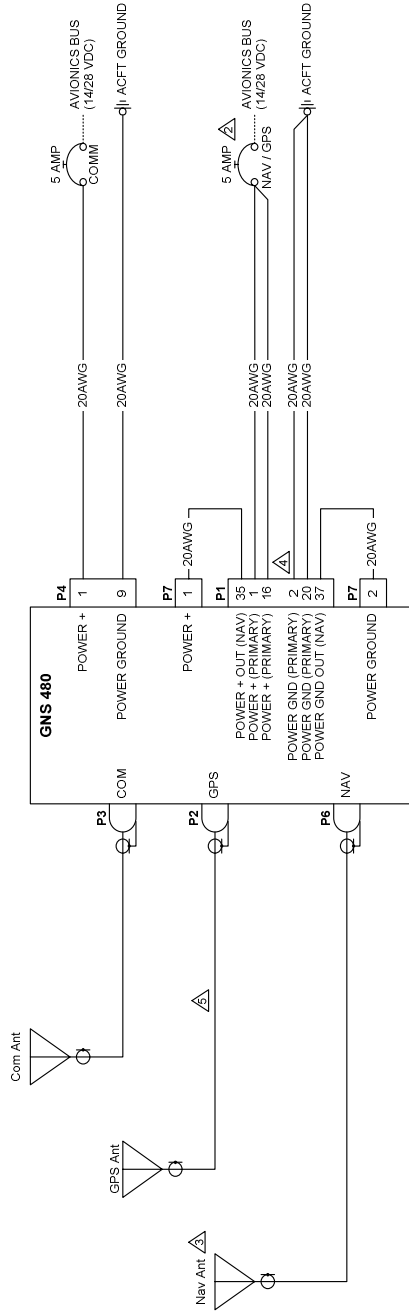 GNS 480
Com Ant
P3
COM
GPS Ant
5
P2
GPS
Nav Ant
3
P6
NAV
P4
POWER + 1 20AWG 5 AMP COMM AVIONICS BUS (14/28 VDC)
POWER GROUND 9 20AWG ACFT GROUND
P7
POWER + 1 20AWG
P1
POWER + OUT (NAV) 35
POWER + (PRIMARY) 1 20AWG 5 AMP 2 NAV / GPS AVIONICS BUS (14/28 VDC)
POWER + (PRIMARY) 16 20AWG
4
POWER GND (PRIMARY) 2 20AWG ACFT GROUND
POWER GND (PRIMARY) 20 20AWG
POWER GND OUT (NAV) 37
P7
POWER GROUND 2 20AWG